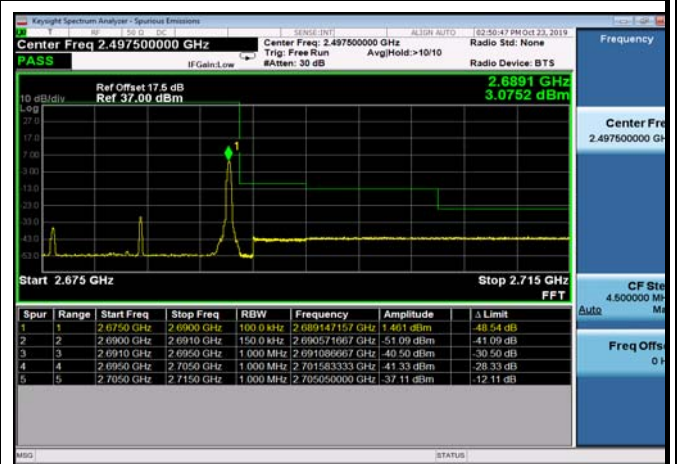 Keysight Spectrum Analyzer - Spurious Emissions
T RF 50 Ω DC SENSE:INT ALIGN AUTO 02:50:47 PM Oct 23, 2019
Center Freq 2.497500000 GHz
Center Freq: 2.497500000 GHz
Radio Std: None
Trig: Free Run Avg|Hold:>10/10
PASS
IFGain:Low
#Atten: 30 dB
Radio Device: BTS
Frequency
Ref Offset 17.5 dB
10 dB/div Ref 37.00 dBm
2.6891 GHz
3.0752 dBm
Log
27.0
17.0
7.00
1
3.00
13.0
23.0
33.0
43.0
53.0
Start 2.675 GHz
Stop 2.715 GHz
FFT
Spur Range Start Freq Stop Freq RBW Frequency Amplitude Δ Limit
1 1 2.6750 GHz 2.6900 GHz 100.0 kHz 2.689147157 GHz 1.461 dBm -48.54 dB
2 2 2.6900 GHz 2.6910 GHz 150.0 kHz 2.690571667 GHz -51.09 dBm -41.09 dB
3 3 2.6910 GHz 2.6950 GHz 1.000 MHz 2.691086667 GHz -40.50 dBm -30.50 dB
4 4 2.6950 GHz 2.7050 GHz 1.000 MHz 2.701583333 GHz -41.33 dBm -28.33 dB
5 5 2.7050 GHz 2.7150 GHz 1.000 MHz 2.705050000 GHz -37.11 dBm -12.11 dB
Center Fre
2.497500000 GH
CF Ste
4.500000 MH
Auto Ma
Freq Offs
0 H
MSG
STATUS